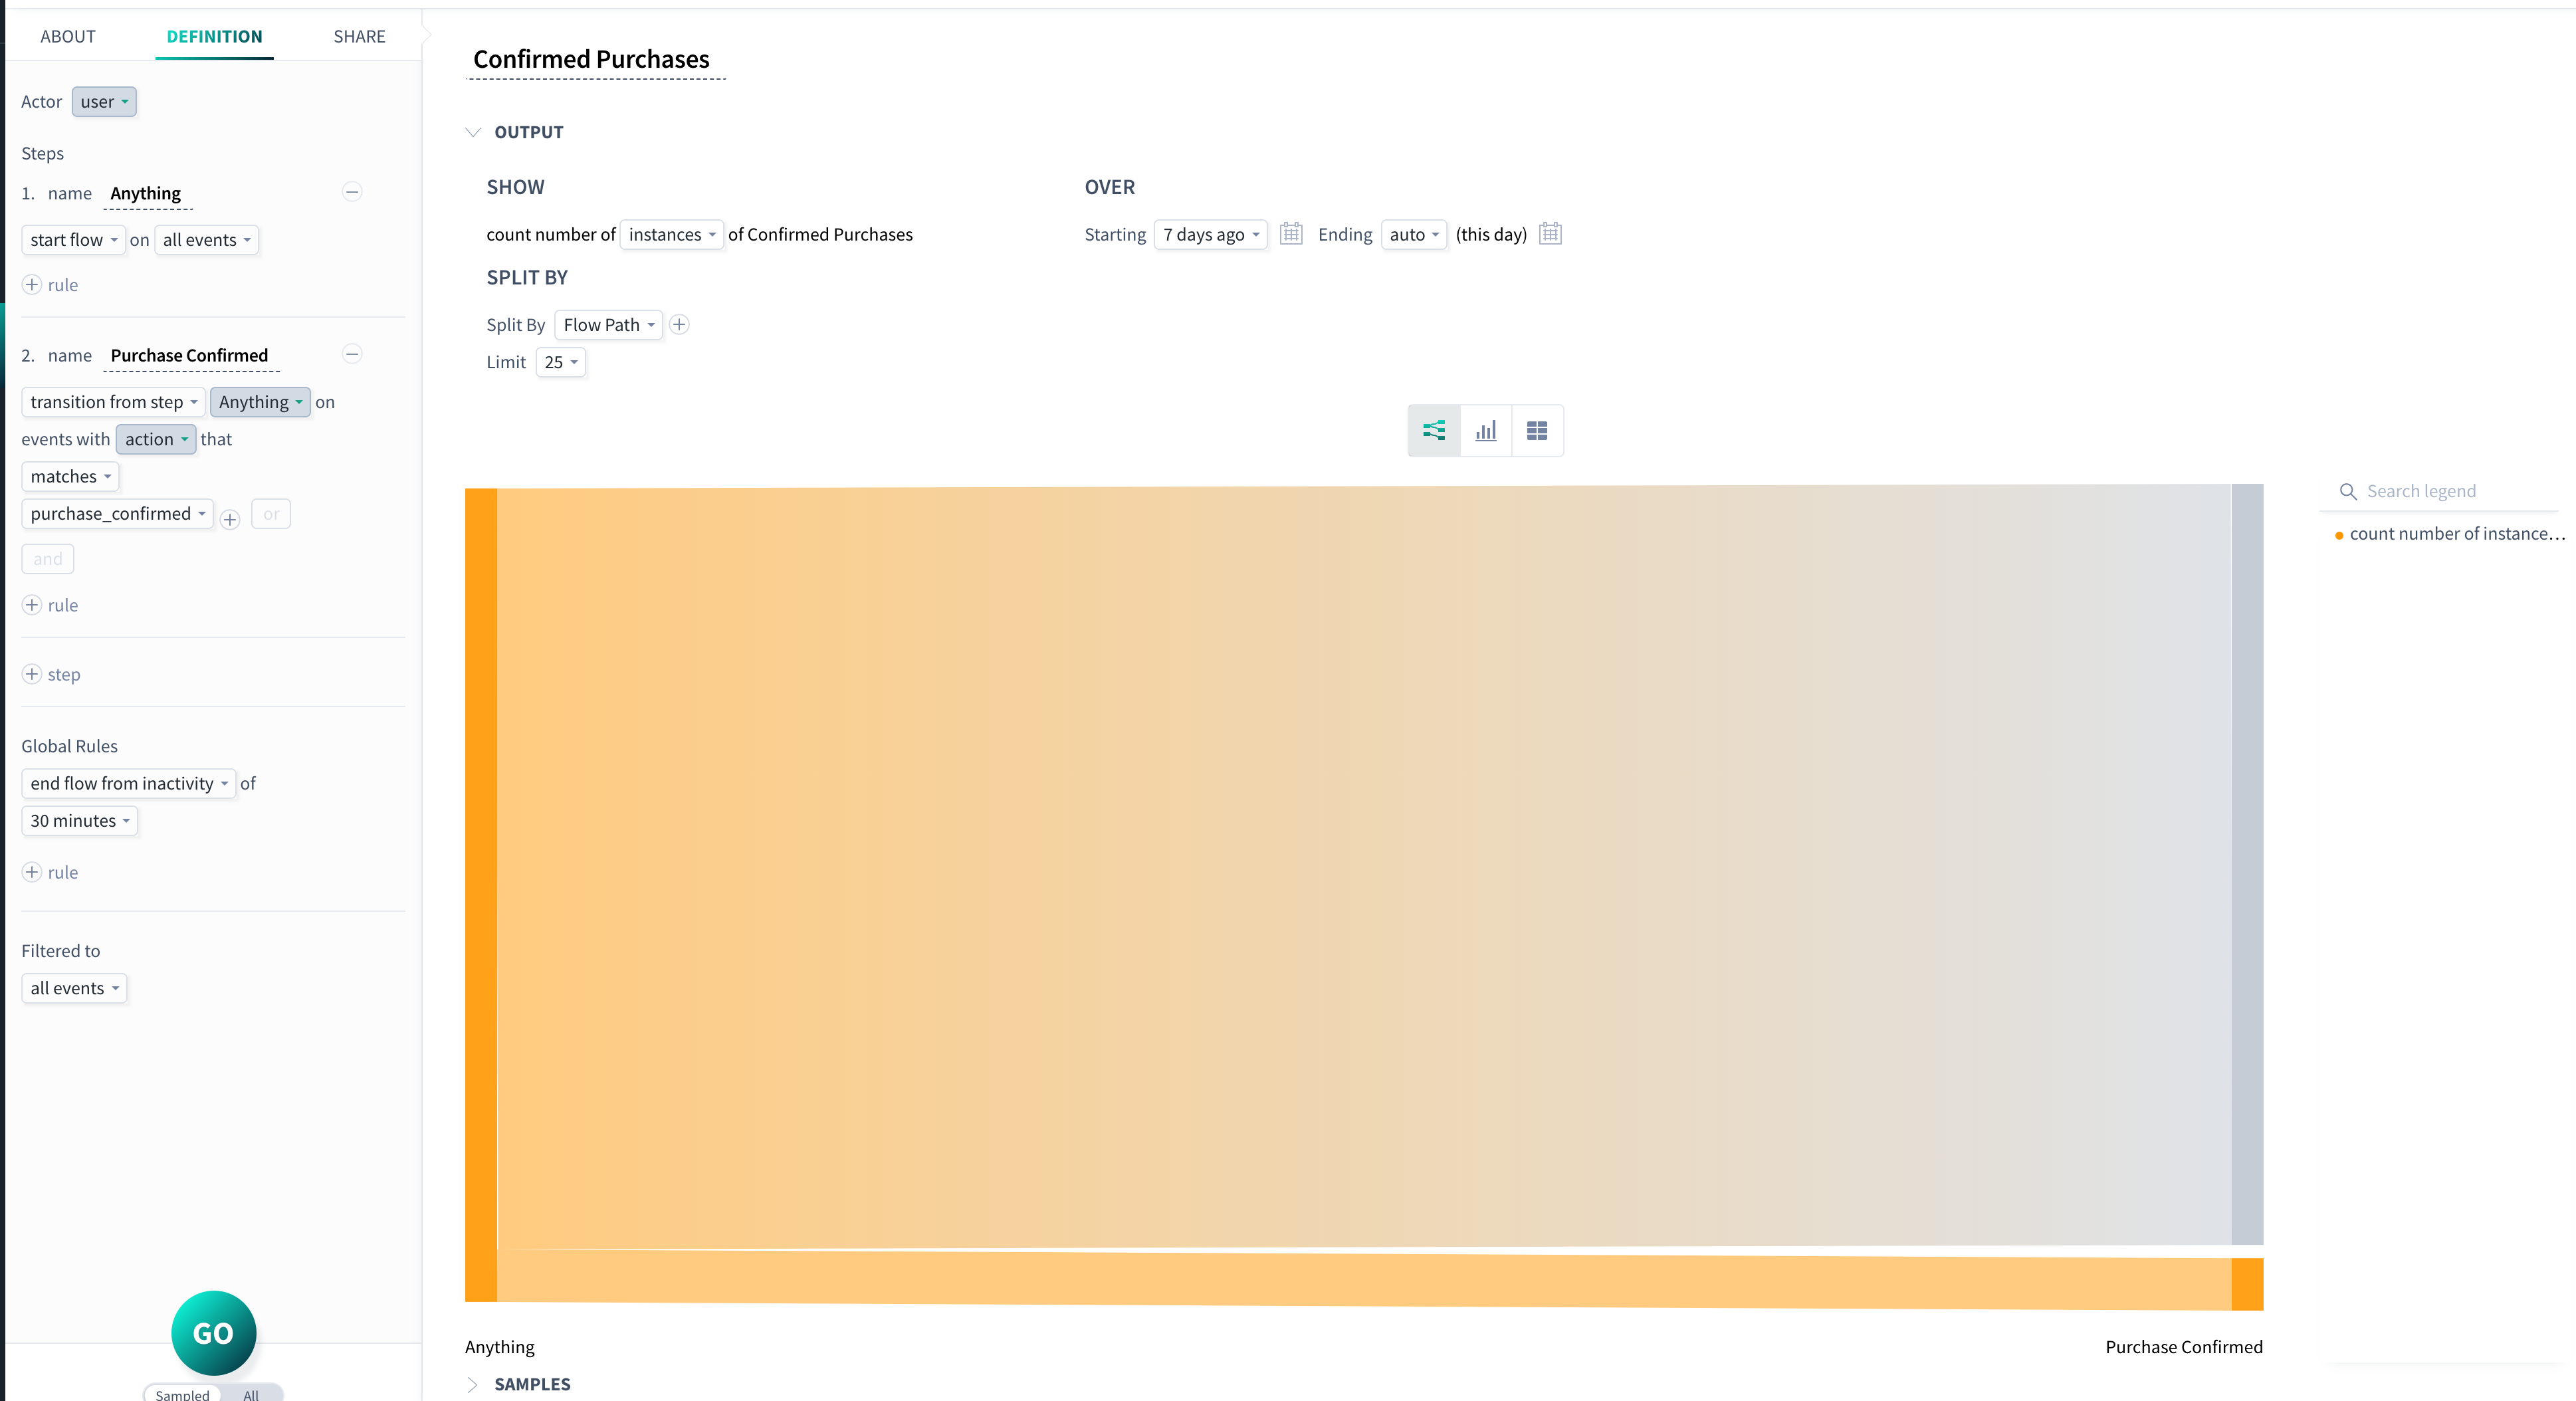 ABOUT DEFINITION SHARE
Actor user
Steps
1. name Anything
start flow on all events
rule
2. name Purchase Confirmed
transition from step Anything on
events with action that
matches
purchase_confirmed or
and
rule
step
Global Rules
end flow from inactivity of
30 minutes
rule
Filtered to
all events
GO
Sampled All
Confirmed Purchases
OUTPUT
SHOW
count number of instances of Confirmed Purchases
OVER
Starting 7 days ago Ending auto (this day)
SPLIT BY
Split By Flow Path
Limit 25
Search legend
count number of instance...
Anything Purchase Confirmed
SAMPLES